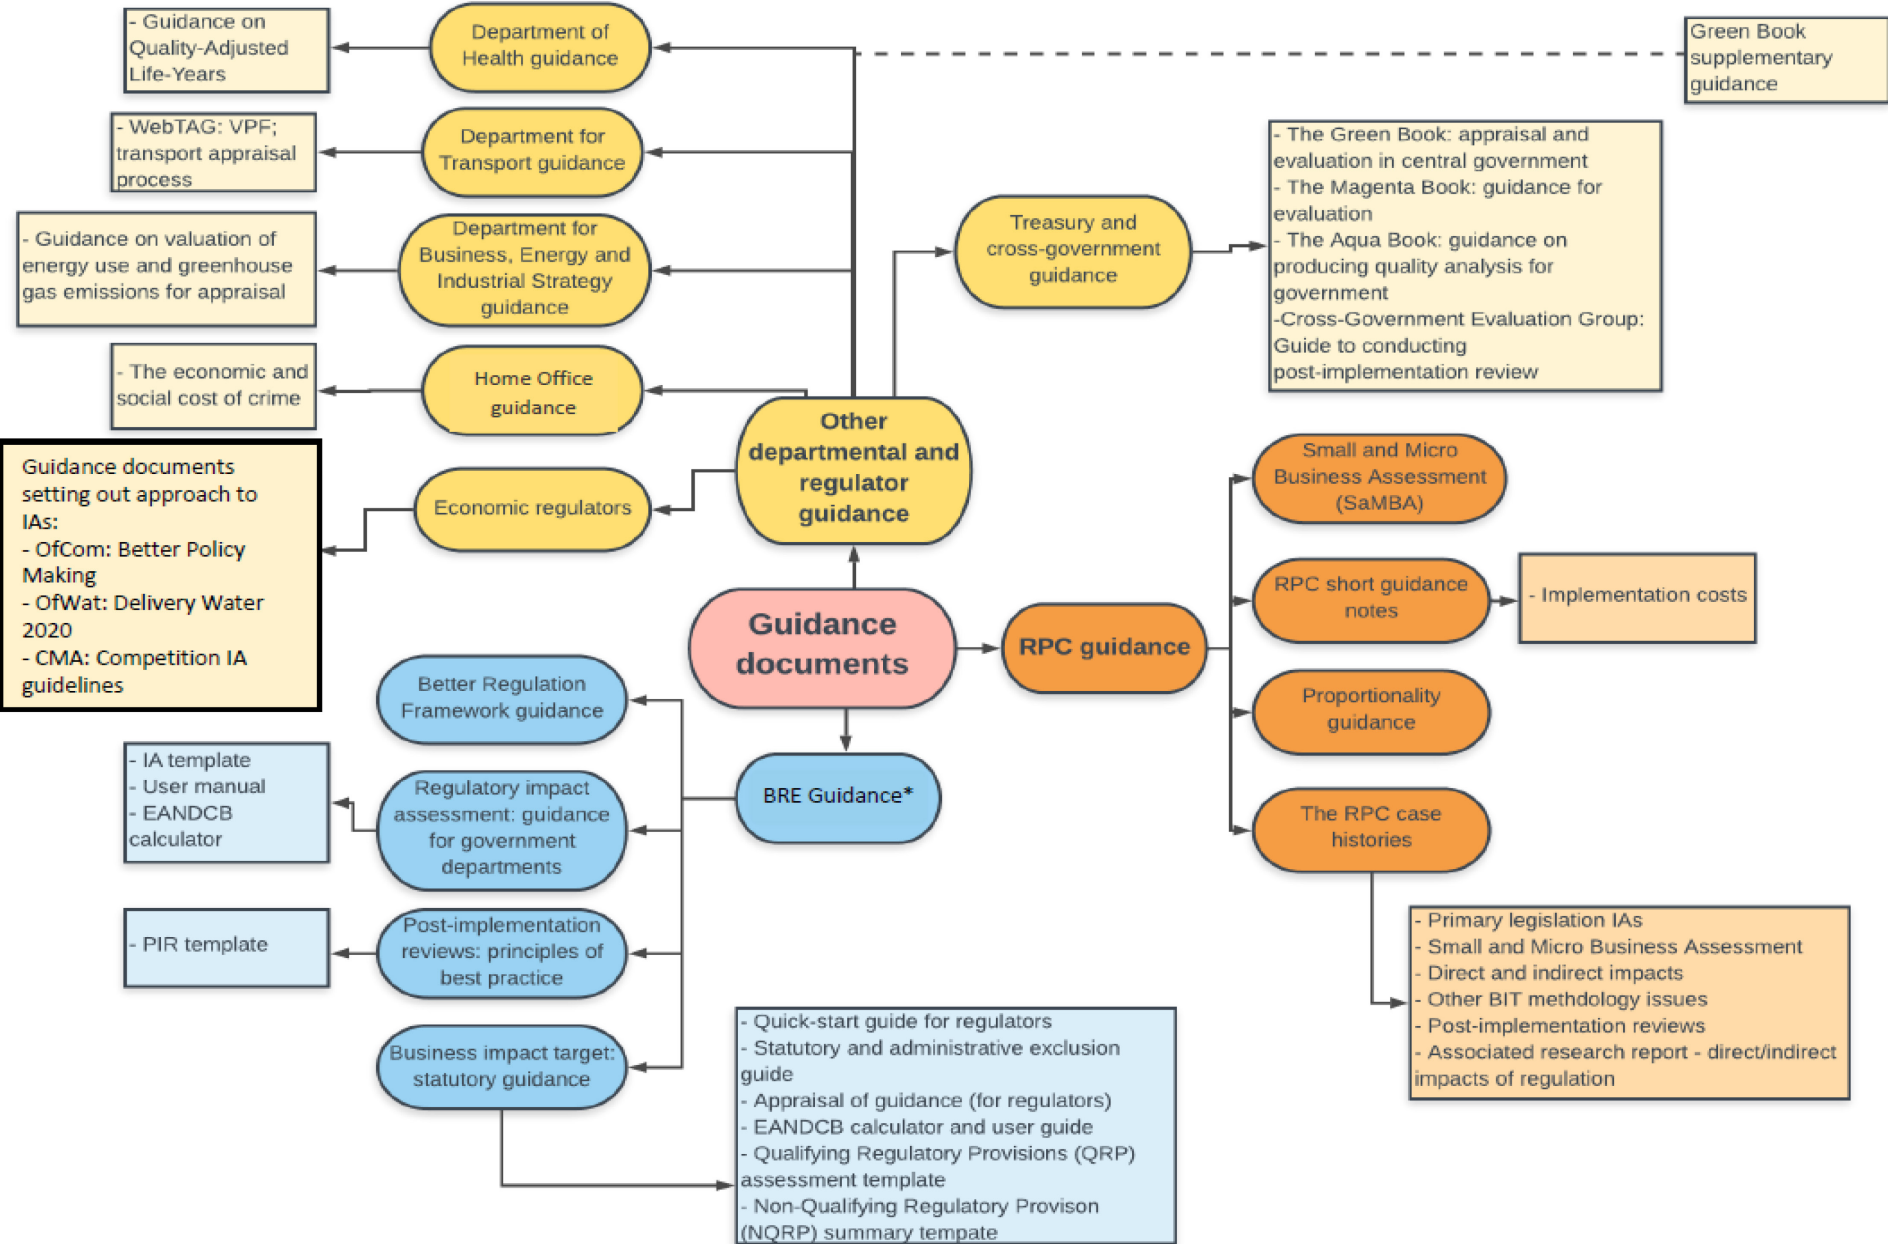 - Guidance on
Quality-Adjusted
Life-Years
Department of
Health guidance
Green Book
supplementary
guidance
- WebTAG: VPF;
transport appraisal
process
Department for
Transport guidance
- The Green Book: appraisal and
evaluation in central government
- The Magenta Book: guidance for
evaluation
- The Aqua Book: guidance on
producing quality analysis for
government
-Cross-Government Evaluation Group:
Guide to conducting
post-implementation review
Treasury and
cross-government
guidance
- Guidance on valuation of
energy use and greenhouse
gas emissions for appraisal
Department for
Business, Energy and
Industrial Strategy
guidance
- The economic and
social cost of crime
Home Office
guidance
Other
departmental and
regulator
guidance
Guidance documents
setting out approach to
IAs:
- OfCom: Better Policy
Making
- OfWat: Delivery Water
2020
- CMA: Competition IA
guidelines
Economic regulators
Small and Micro
Business Assessment
(SaMBA)
RPC short guidance
notes
- Implementation costs
Guidance
documents
RPC guidance
Proportionality
guidance
The RPC case
histories
- Primary legislation IAs
- Small and Micro Business Assessment
- Direct and indirect impacts
- Other BIT methdology issues
- Post-implementation reviews
- Associated research report - direct/indirect
impacts of regulation
Better Regulation
Framework guidance
BRE Guidance*
- IA template
- User manual
- EANDCB
calculator
Regulatory impact
assessment: guidance
for government
departments
- PIR template
Post-implementation
reviews: principles of
best practice
Business impact target:
statutory guidance
- Quick-start guide for regulators
- Statutory and administrative exclusion
guide
- Appraisal of guidance (for regulators)
- EANDCB calculator and user guide
- Qualifying Regulatory Provisions (QRP)
assessment template
- Non-Qualifying Regulatory Provison
(NQRP) summary tempate